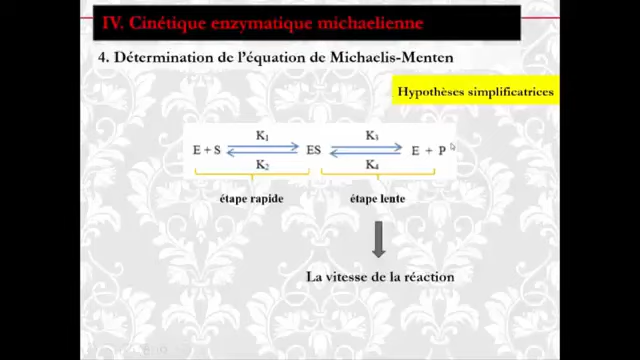 IV. Cinétique enzymatique michaelienne
4. Détermination de l'équation de Michaelis-Menten
Hypothèses simplificatrices
K1 K3
E + S ES E + P
K2 K4
étape rapide étape lente
La vitesse de la réaction